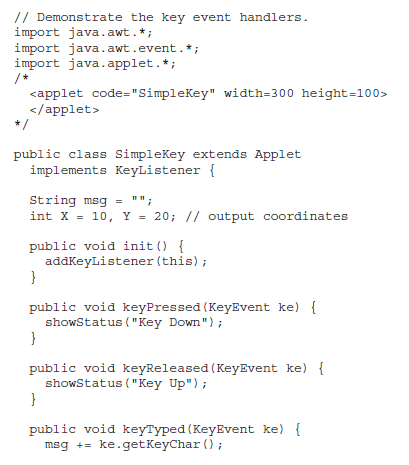 // Demonstrate the key event handlers.
import java.awt.*;
import java.awt.event.*;
import java.applet.*;
/*
  <applet code="SimpleKey" width=300 height=100>
  </applet>
*/

public class SimpleKey extends Applet
  implements KeyListener {

  String msg = "";
  int X = 10, Y = 20; // output coordinates

  public void init() {
    addKeyListener(this);
  }

  public void keyPressed(KeyEvent ke) {
    showStatus("Key Down");
  }

  public void keyReleased(KeyEvent ke) {
    showStatus("Key Up");
  }

  public void keyTyped(KeyEvent ke) {
    msg += ke.getKeyChar();